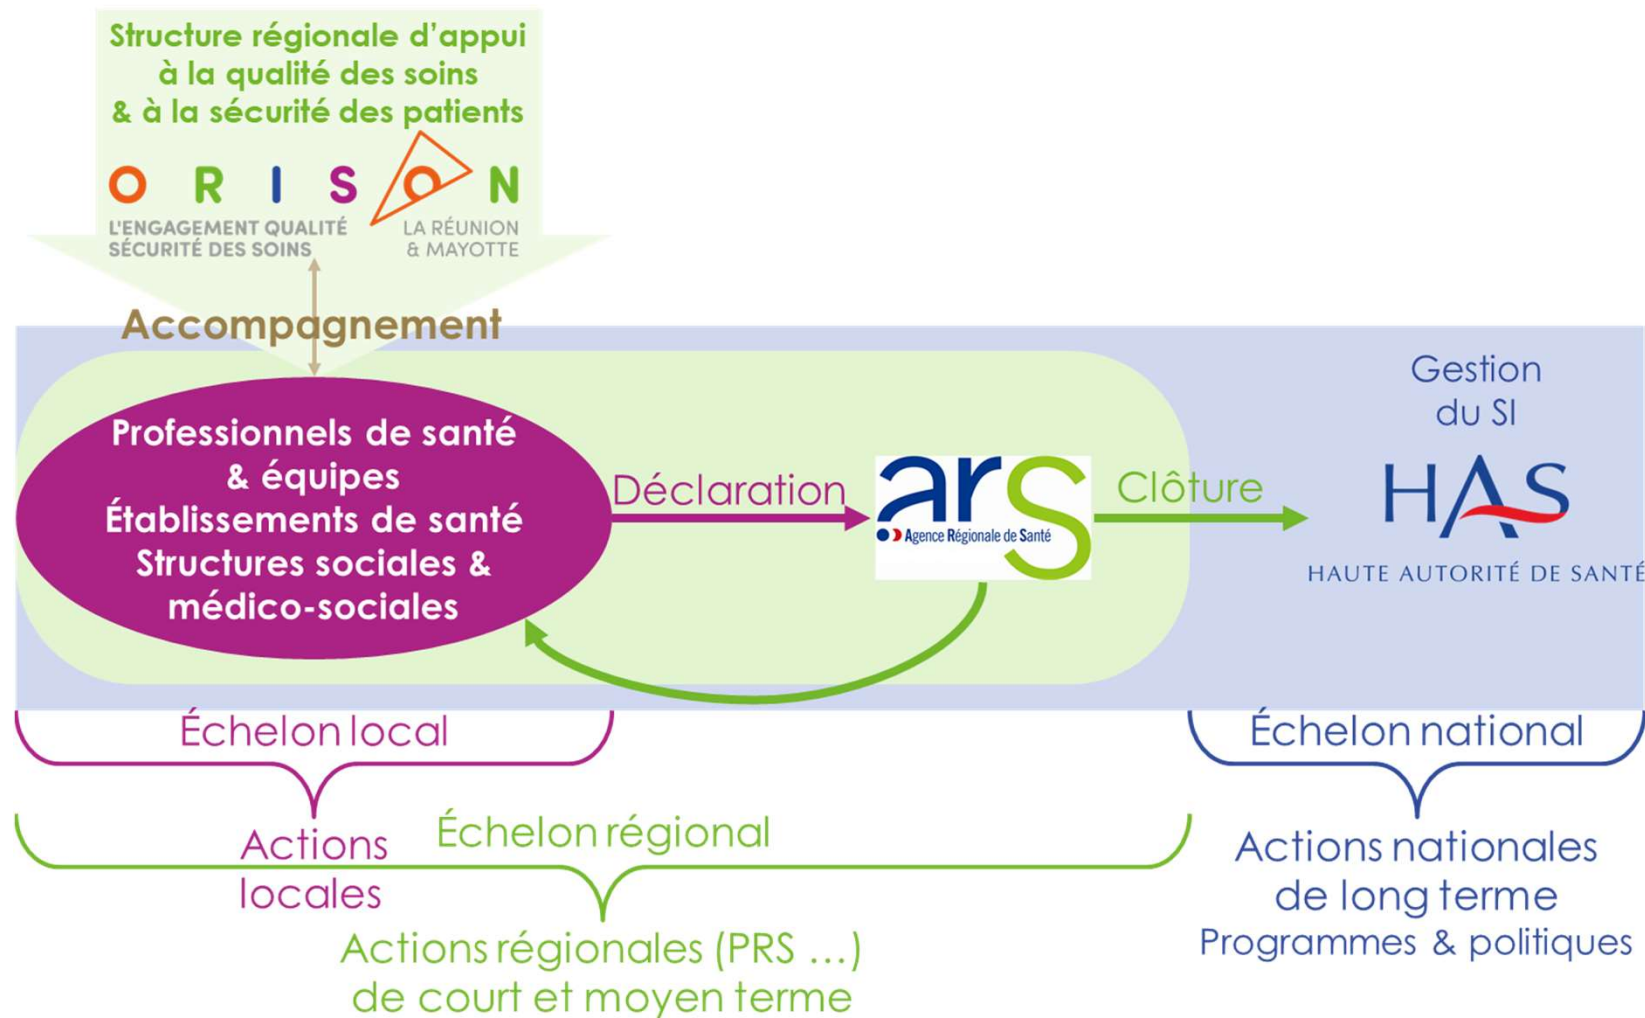 Structure régionale d’appui
à la qualité des soins
& à la sécurité des patients
ORISON
L'ENGAGEMENT QUALITÉ
SÉCURITÉ DES SOINS
LA RÉUNION
& MAYOTTE
Accompagnement
Professionnels de santé
& équipes
Établissements de santé
Structures sociales &
médico-sociales
Déclaration
ars
Agence Régionale de Santé
Clôture
Gestion
du SI
HAS
HAUTE AUTORITÉ DE SANTÉ
Échelon local
Échelon national
Actions
locales
Échelon régional
Actions régionales (PRS …)
de court et moyen terme
Actions nationales
de long terme
Programmes & politiques